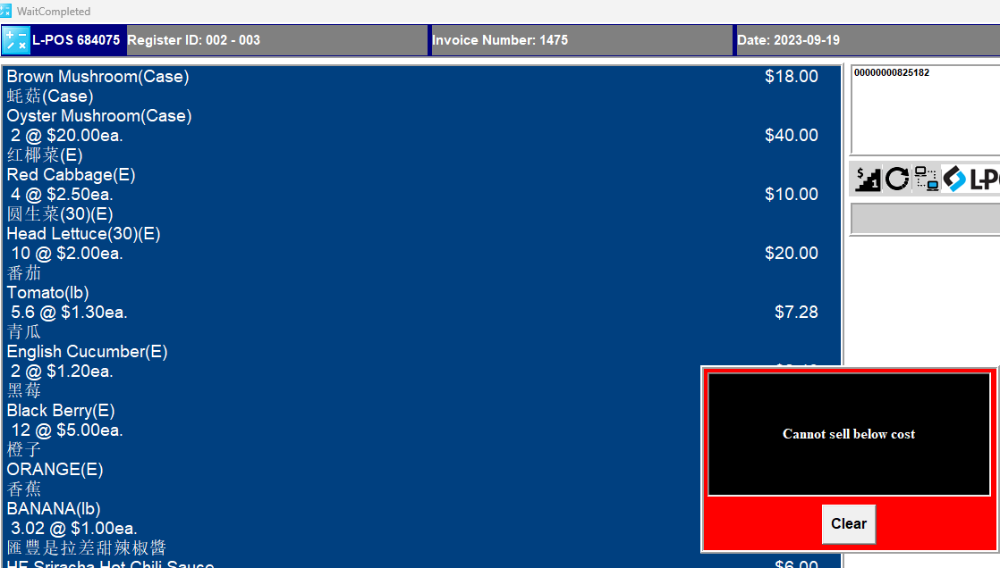 WaitCompleted
L-POS 684075 Register ID: 002 - 003 Invoice Number: 1475 Date: 2023-09-19
00000000825182
Brown Mushroom(Case) $18.00
蚝菇(Case)
Oyster Mushroom(Case)
2 @ $20.00ea. $40.00
红椰菜(E)
Red Cabbage(E)
4 @ $2.50ea. $10.00
圆生菜(30)(E)
Head Lettuce(30)(E)
10 @ $2.00ea. $20.00
番茄
Tomato(lb)
5.6 @ $1.30ea. $7.28
青瓜
English Cucumber(E)
2 @ $1.20ea.
黑莓
Black Berry(E)
12 @ $5.00ea.
橙子
ORANGE(E)
香蕉
BANANA(lb)
3.02 @ $1.00ea.
匯豐是拉差甜辣椒醬
HF Sriracha Hot Chili Sauce $6.00
$ 1
L-P
Cannot sell below cost
Clear